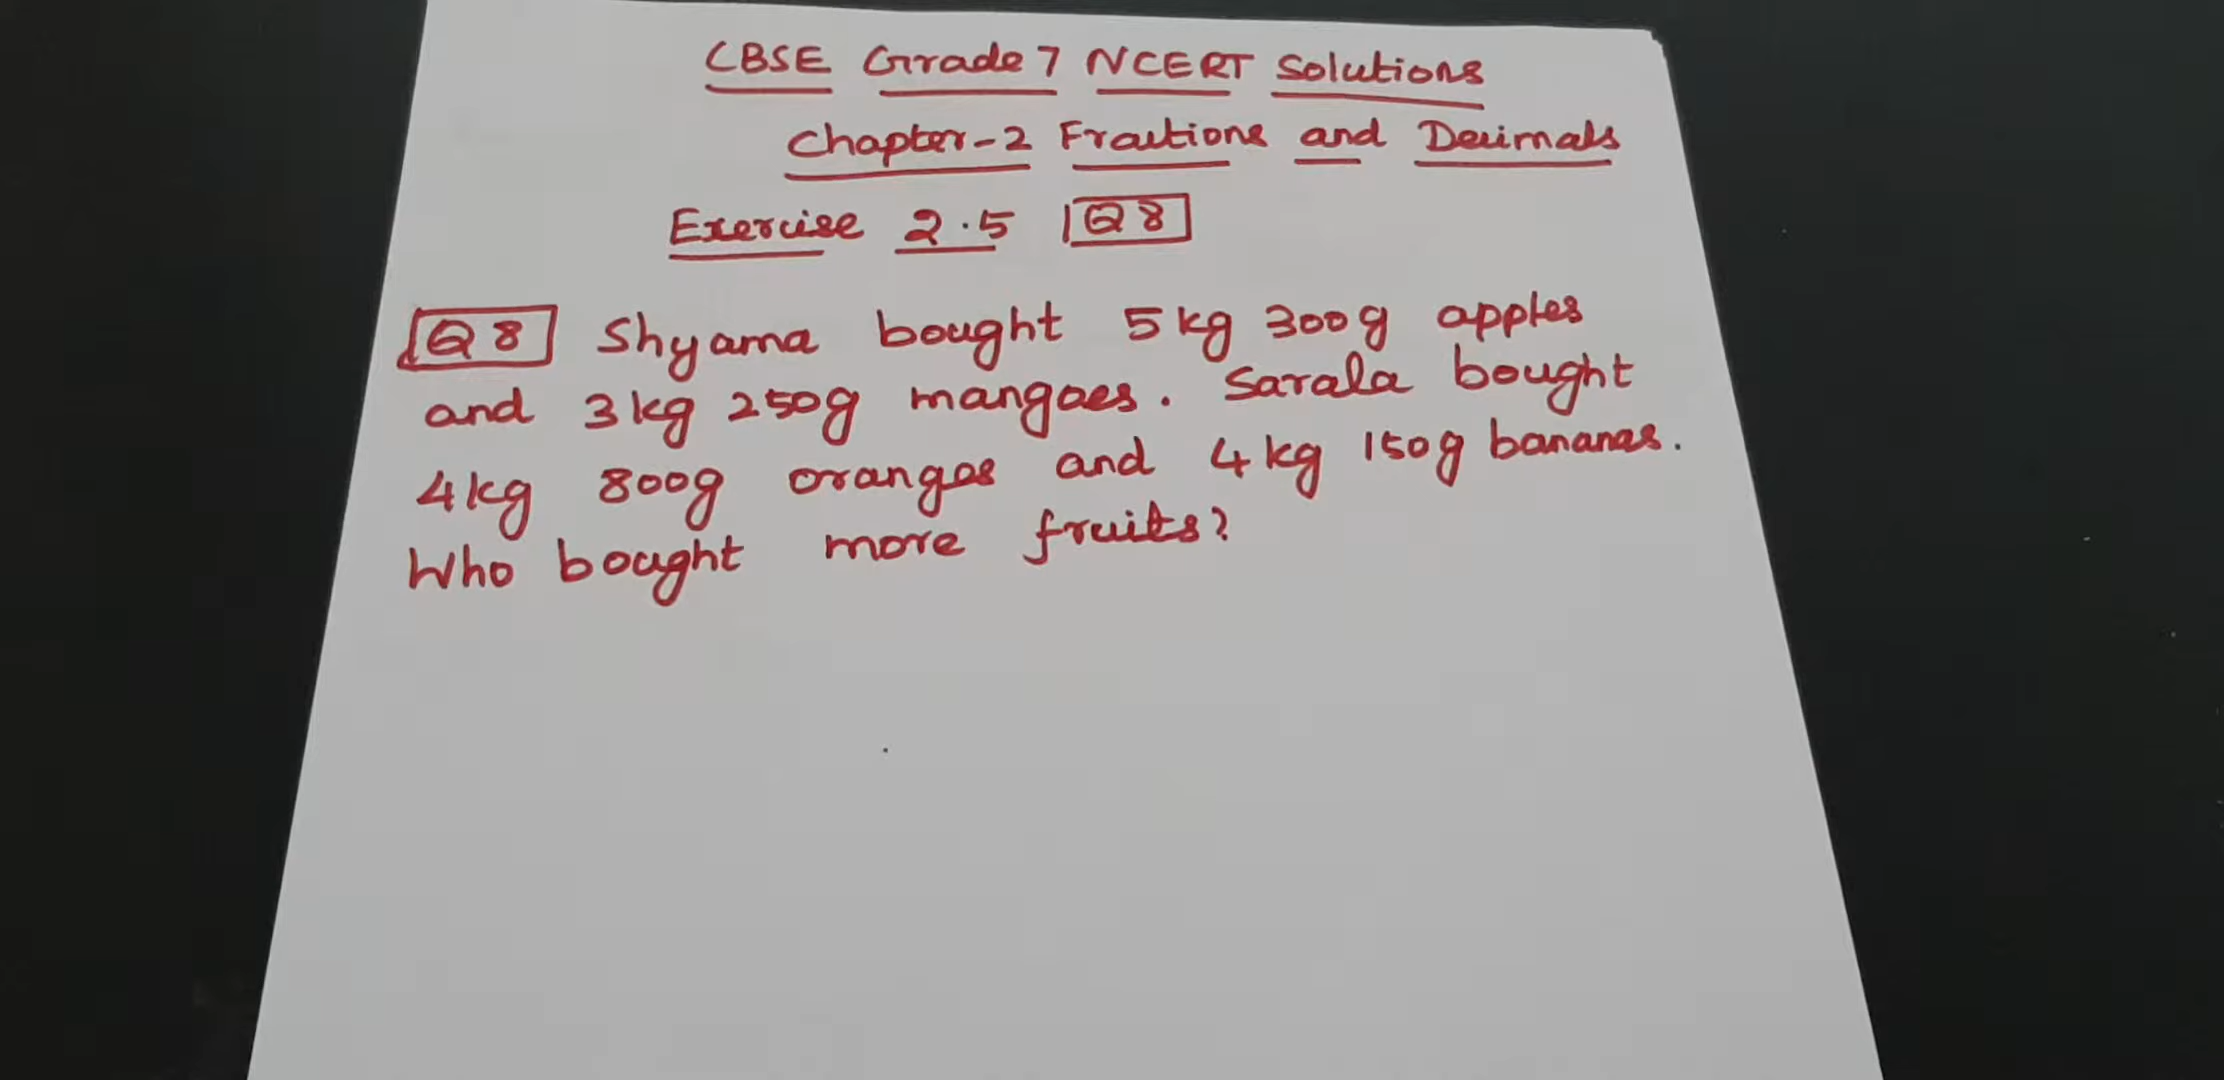 CBSE Grade 7 NCERT Solutions
Chapter-2 Fractions and Decimals
Exercise 2.5 Q8
Q8 Shyama bought 5kg 300g apples
and 3kg 250g mangoes. Sarala bought
4kg 800g oranges and 4kg 150g bananas.
Who bought more fruits?